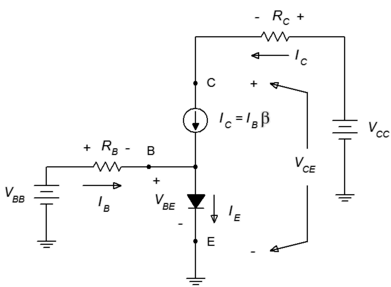 - R_C +
I_C
C
+
I_C = I_B β
V_CC
V_CE
+ R_B - B
+
V_BB
I_B
V_BE
I_E
-
E
-